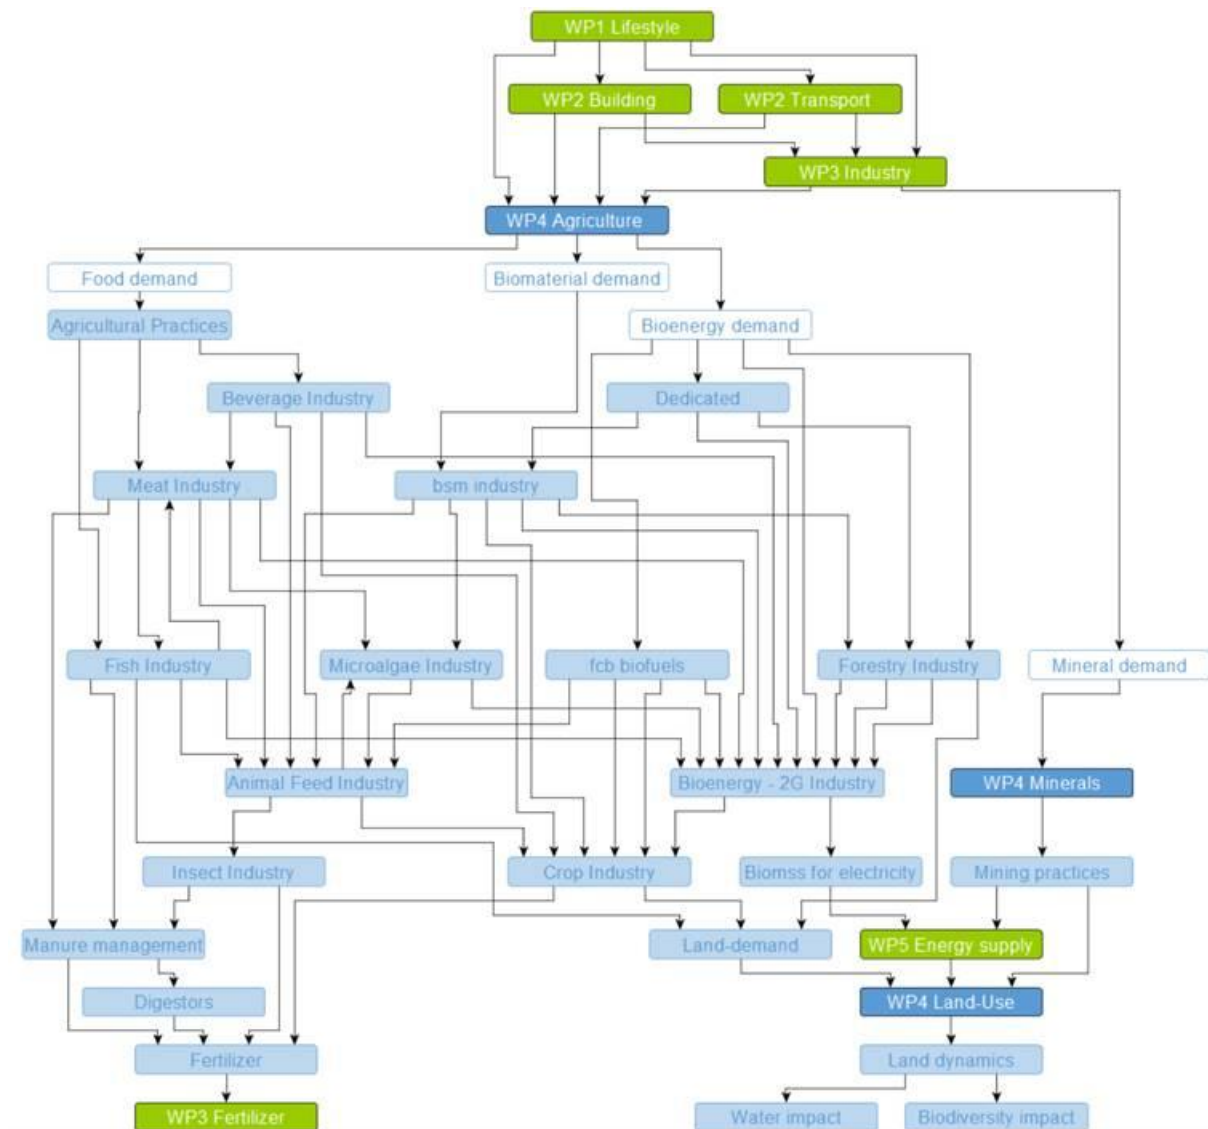 WP1 Lifestyle
WP2 Building
WP2 Transport
WP3 Industry
WP4 Agriculture
Food demand
Biomaterial demand
Agricultural Practices
Bioenergy demand
Beverage Industry
Dedicated
Meat Industry
bsm industry
Fish Industry
Microalgae Industry
fcb biofuels
Forestry Industry
Mineral demand
Animal Feed Industry
Bioenergy - 2G Industry
WP4 Minerals
Insect Industry
Crop Industry
Biomss for electricity
Mining practices
Manure management
Land-demand
WP5 Energy supply
Digestors
WP4 Land-Use
Fertilizer
Land dynamics
WP3 Fertilizer
Water impact
Biodiversity impact